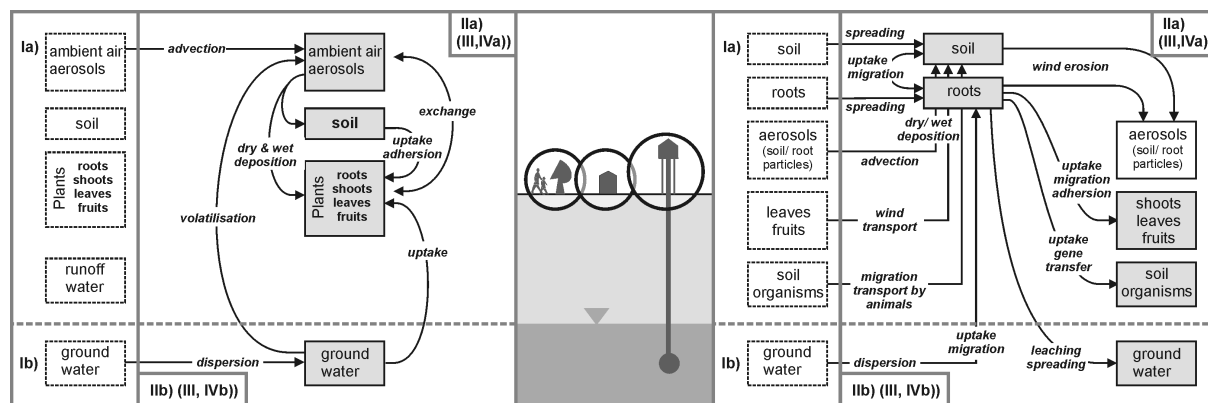 Ia)
ambient air
aerosols
soil
Plants
roots
shoots
leaves
fruits
runoff
water
Ib)
ground
water
advection
dry & wet
deposition
volatilisation
dispersion
IIa)
(III,IVa))
ambient air
aerosols
soil
exchange
uptake
adhersion
Plants
roots
shoots
leaves
fruits
uptake
ground
water
IIb) (III, IVb))
Ia)
soil
roots
aerosols
(soil/ root
particles)
leaves
fruits
soil
organisms
Ib)
ground
water
spreading
uptake
migration
spreading
dry/ wet
deposition
advection
wind
transport
migration
transport by
animals
dispersion
uptake
migration
IIa)
(III,IVa)
soil
roots
wind erosion
aerosols
(soil/ root
particles)
uptake
migration
adhersion
shoots
leaves
fruits
uptake
gene
transfer
soil
organisms
leaching
spreading
ground
water
IIb) (III, IVb))